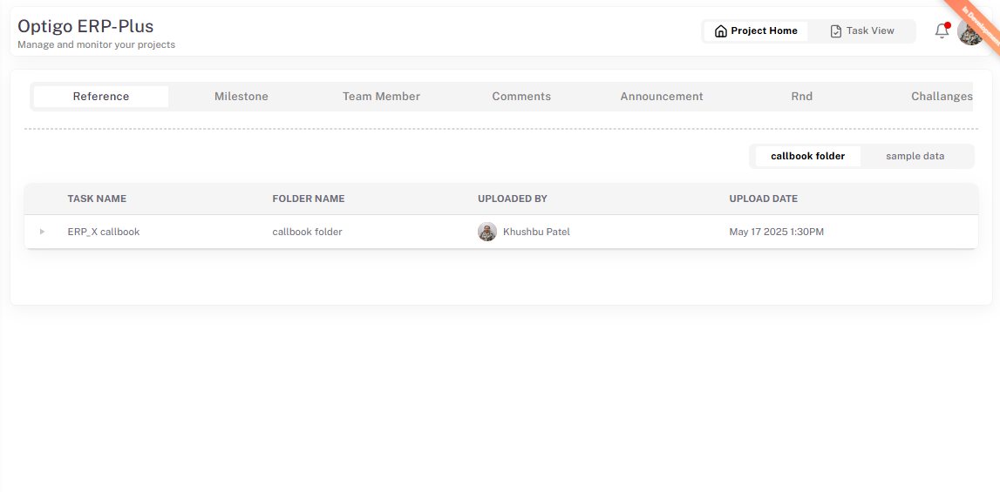 Optigo ERP-Plus
Manage and monitor your projects
Project Home
Task View
In Development
Reference
Milestone
Team Member
Comments
Announcement
Rnd
Challanges
callbook folder
sample data
TASK NAME FOLDER NAME UPLOADED BY UPLOAD DATE
ERP_X callbook callbook folder Khushbu Patel May 17 2025 1:30PM